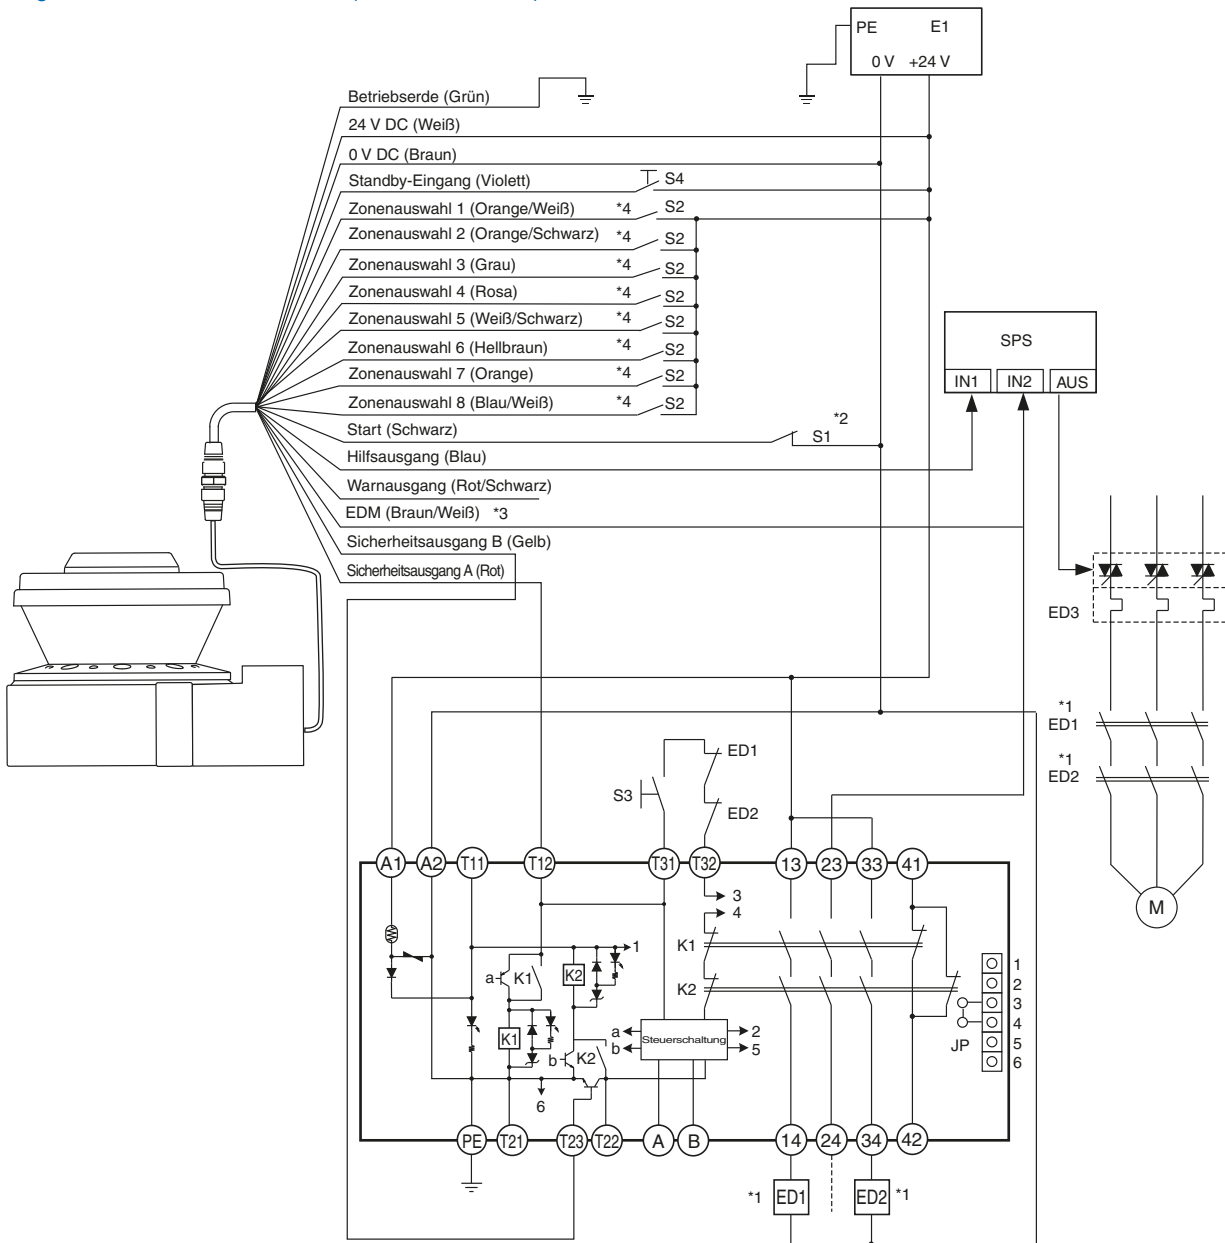 PE E1
0 V +24 V
Betriebserde (Grün)
24 V DC (Weiß)
0 V DC (Braun)
Standby-Eingang (Violett) S4
Zonenauswahl 1 (Orange/Weiß) *4 S2
Zonenauswahl 2 (Orange/Schwarz) *4 S2
Zonenauswahl 3 (Grau) *4 S2
Zonenauswahl 4 (Rosa) *4 S2
Zonenauswahl 5 (Weiß/Schwarz) *4 S2
Zonenauswahl 6 (Hellbraun) *4 S2
Zonenauswahl 7 (Orange) *4 S2
Zonenauswahl 8 (Blau/Weiß) *4 S2
Start (Schwarz) S1 *2
Hilfsausgang (Blau)
Warnausgang (Rot/Schwarz)
EDM (Braun/Weiß) *3
Sicherheitsausgang B (Gelb)
Sicherheitsausgang A (Rot)
SPS
IN1 IN2 AUS
ED3
*1
ED1
*1
ED2
M
S3
ED1
ED2
A1 A2 T11 T12 T31 T32 13 23 33 41
3
4
K1
K2
1
a K1
K2
K1
b K2
6
a
b
Steuerschaltung
2
5
JP
1
2
3
4
5
6
PE T21 T23 T22 A B 14 24 34 42
*1 ED1 ED2 *1